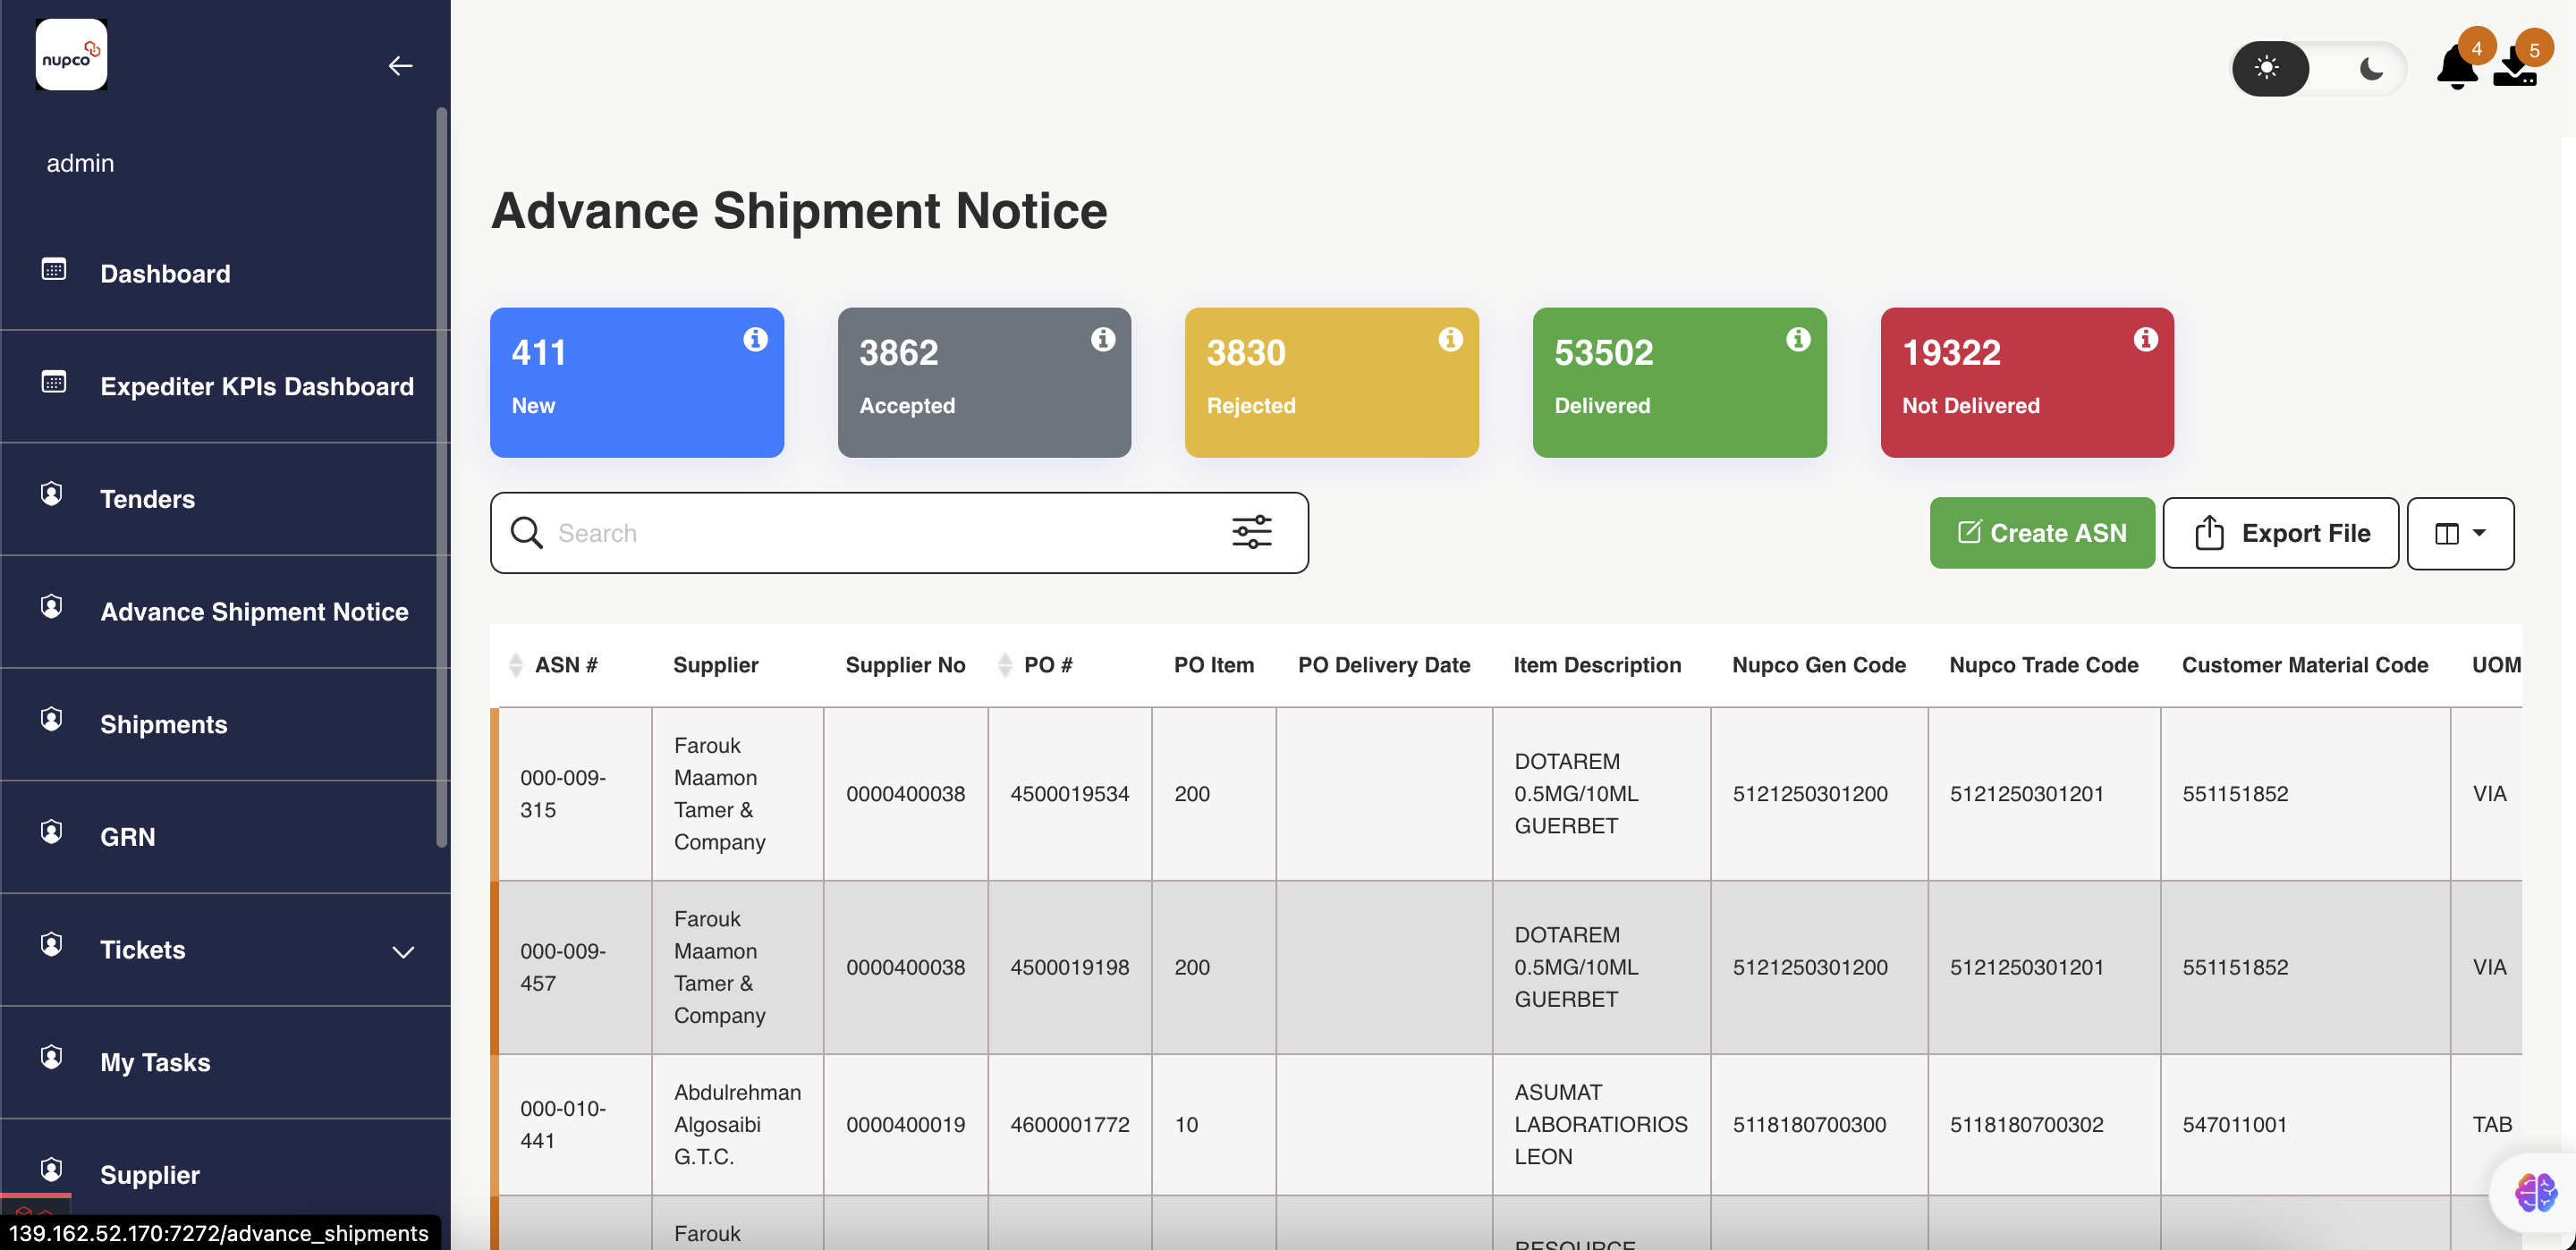 nupco
admin
Dashboard
Expediter KPIs Dashboard
Tenders
Advance Shipment Notice
Shipments
GRN
Tickets
My Tasks
Supplier
139.162.52.170:7272/advance_shipments
4
5
Advance Shipment Notice
411
New
3862
Accepted
3830
Rejected
53502
Delivered
19322
Not Delivered
Search
Create ASN
Export File
ASN # Supplier Supplier No PO # PO Item PO Delivery Date Item Description Nupco Gen Code Nupco Trade Code Customer Material Code UOM
000-009-
315
Farouk
Maamon
Tamer &
Company
0000400038
4500019534
200
DOTAREM
0.5MG/10ML
GUERBET
5121250301200
5121250301201
551151852
VIA
000-009-
457
Farouk
Maamon
Tamer &
Company
0000400038
4500019198
200
DOTAREM
0.5MG/10ML
GUERBET
5121250301200
5121250301201
551151852
VIA
000-010-
441
Abdulrehman
Algosaibi
G.T.C.
0000400019
4600001772
10
ASUMAT
LABORATIORIOS
LEON
5118180700300
5118180700302
547011001
TAB
Farouk
RESOURCE